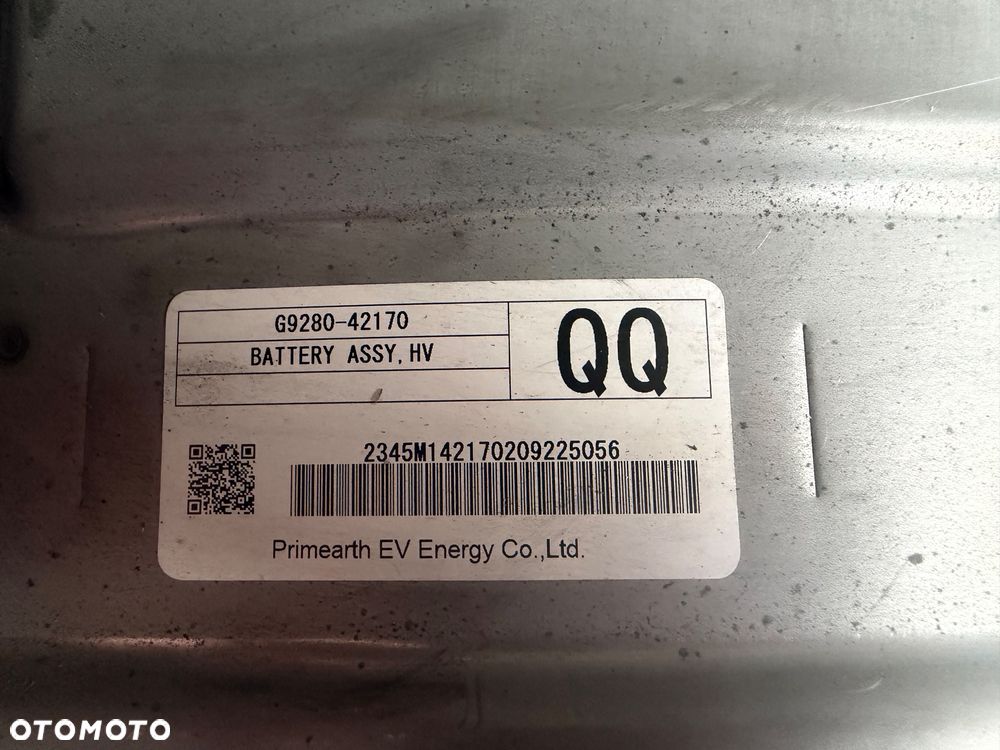 G9280-42170
BATTERY ASSY,HV
QQ
2345M142170209225056
Primearth EV Energy Co.,Ltd.
OTOMOTO